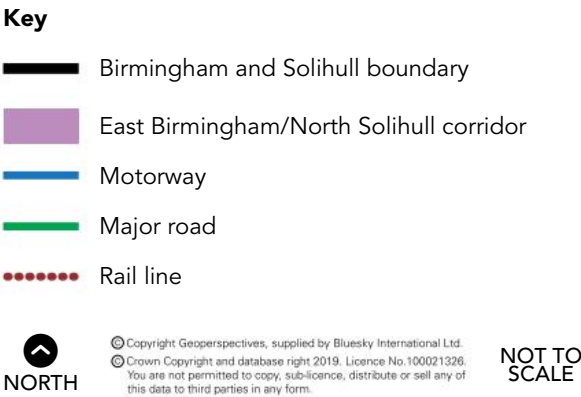 Key
Birmingham and Solihull boundary
East Birmingham/North Solihull corridor
Motorway
Major road
Rail line
NORTH
© Copyright Geoperspectives, supplied by Bluesky International Ltd.
© Crown Copyright and database right 2019. Licence No.100021326.
You are not permitted to copy, sub-licence, distribute or sell any of
this data to third parties in any form.
NOT TO
SCALE